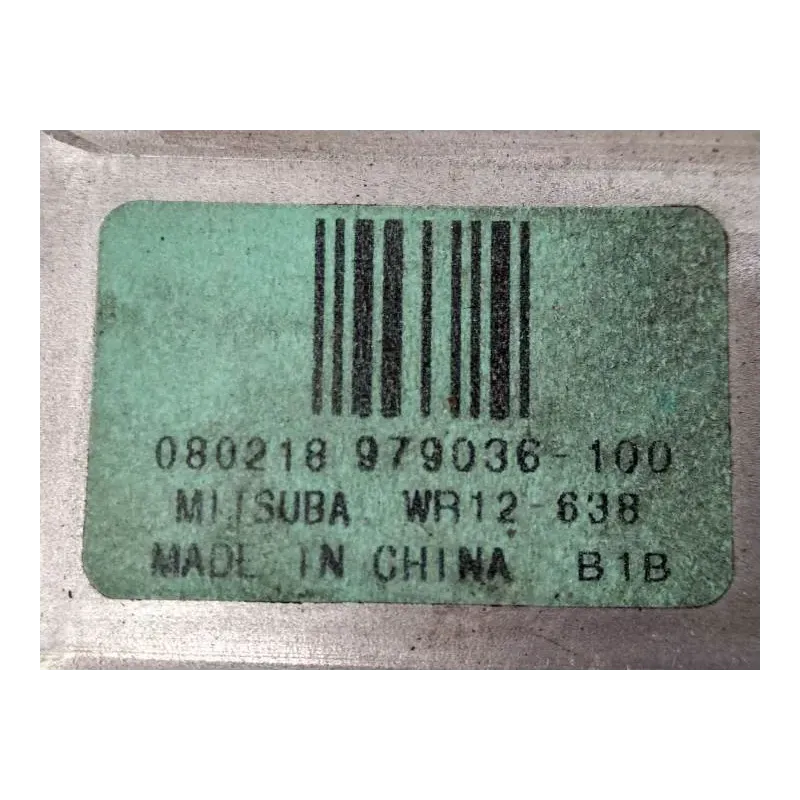 080218 979036-100
MITSUBA WR12-638
MADE IN CHINA B1B